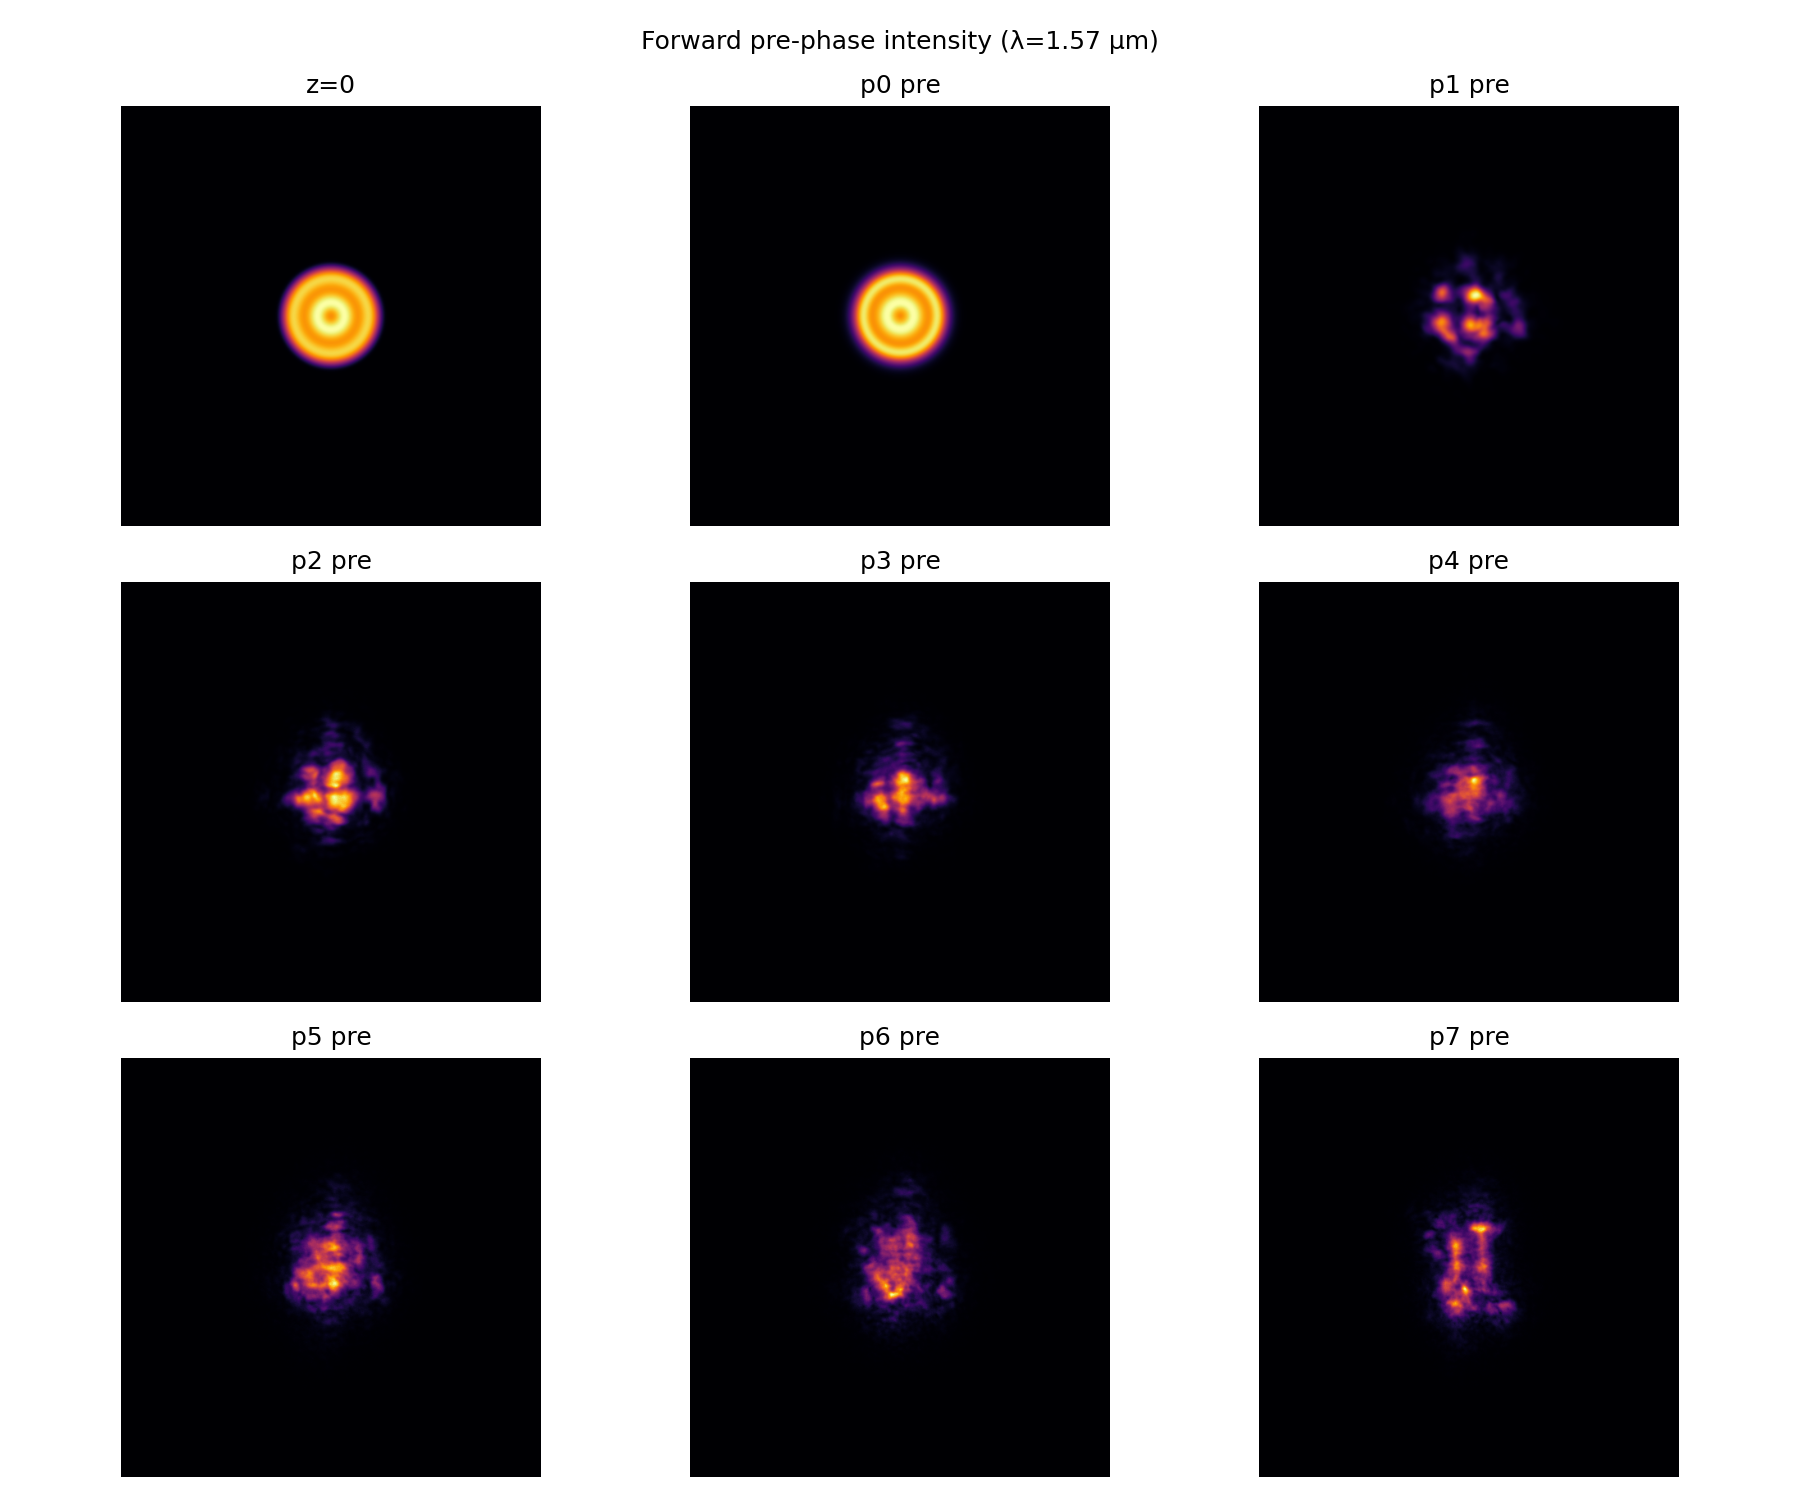 Forward pre-phase intensity (λ=1.57 μm)
z=0
p0 pre
p1 pre
p2 pre
p3 pre
p4 pre
p5 pre
p6 pre
p7 pre